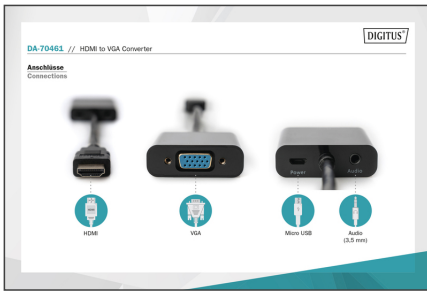 DIGITUS®
DA-70461 // HDMI to VGA Converter
Anschlüsse
Connections
Power
Audio
HDMI
VGA
Micro USB
Audio
(3,5 mm)